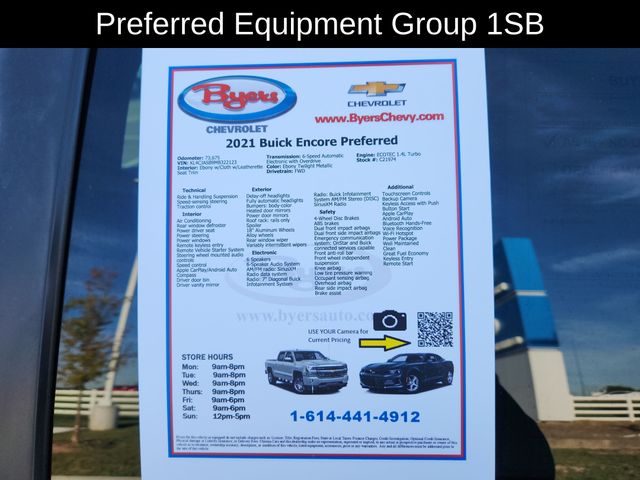 Preferred Equipment Group 1SB
Byers
CHEVROLET
CHEVROLET
www.ByersChevy.com
2021 Buick Encore Preferred
Odometer: 73,675
VIN: KL4CJASB9MB322123
Interior: Ebony w/Cloth w/Leatherette
Seat Trim
Transmission: 6-Speed Automatic
Electronic with Overdrive
Color: Ebony Twilight Metallic
Drivetrain: FWD
Engine: ECOTEC 1.4L Turbo
Stock #: C21974
Technical
Ride & Handling Suspension
Speed-sensing steering
Traction control
Interior
Air Conditioning
Rear window defroster
Power driver seat
Power steering
Power windows
Remote keyless entry
Remote Vehicle Starter System
Steering wheel mounted audio
controls
Speed control
Apple CarPlay/Android Auto
Compass
Driver door bin
Driver vanity mirror
Exterior
Delay-off headlights
Fully automatic headlights
Bumpers: body-color
Heated door mirrors
Power door mirrors
Roof rack: rails only
Spoiler
18" Aluminum Wheels
Alloy wheels
Rear window wiper
Variably intermittent wipers
Electronic
6 Speakers
6-Speaker Audio System
AM/FM radio: SiriusXM
Radio data system
Radio: 7" Diagonal Buick
Infotainment System
Radio: Buick Infotainment
System AM/FM Stereo (DISC)
SiriusXM Radio
Safety
4-Wheel Disc Brakes
ABS brakes
Dual front impact airbags
Dual front side impact airbags
Emergency communication
system: OnStar and Buick
connected services capable
Front anti-roll bar
Front wheel independent
suspension
Knee airbag
Low tire pressure warning
Occupant sensing airbag
Overhead airbag
Rear side impact airbag
Brake assist
Additional
Touchscreen Controls
Backup Camera
Keyless Access with Push
Button Start
Apple CarPlay
Android Auto
Bluetooth Hands-Free
Voice Recognition
Wi-Fi Hotspot
Power Package
Well Maintained
Clean
Great Fuel Economy
Keyless Entry
Remote Start
www.byersauto.com
USE YOUR Camera for
Current Pricing
STORE HOURS
Mon: 9am-8pm
Tue: 9am-8pm
Wed: 9am-8pm
Thurs: 9am-8pm
Fri: 9am-6pm
Sat: 9am-6pm
Sun: 12pm-5pm
1-614-441-4912